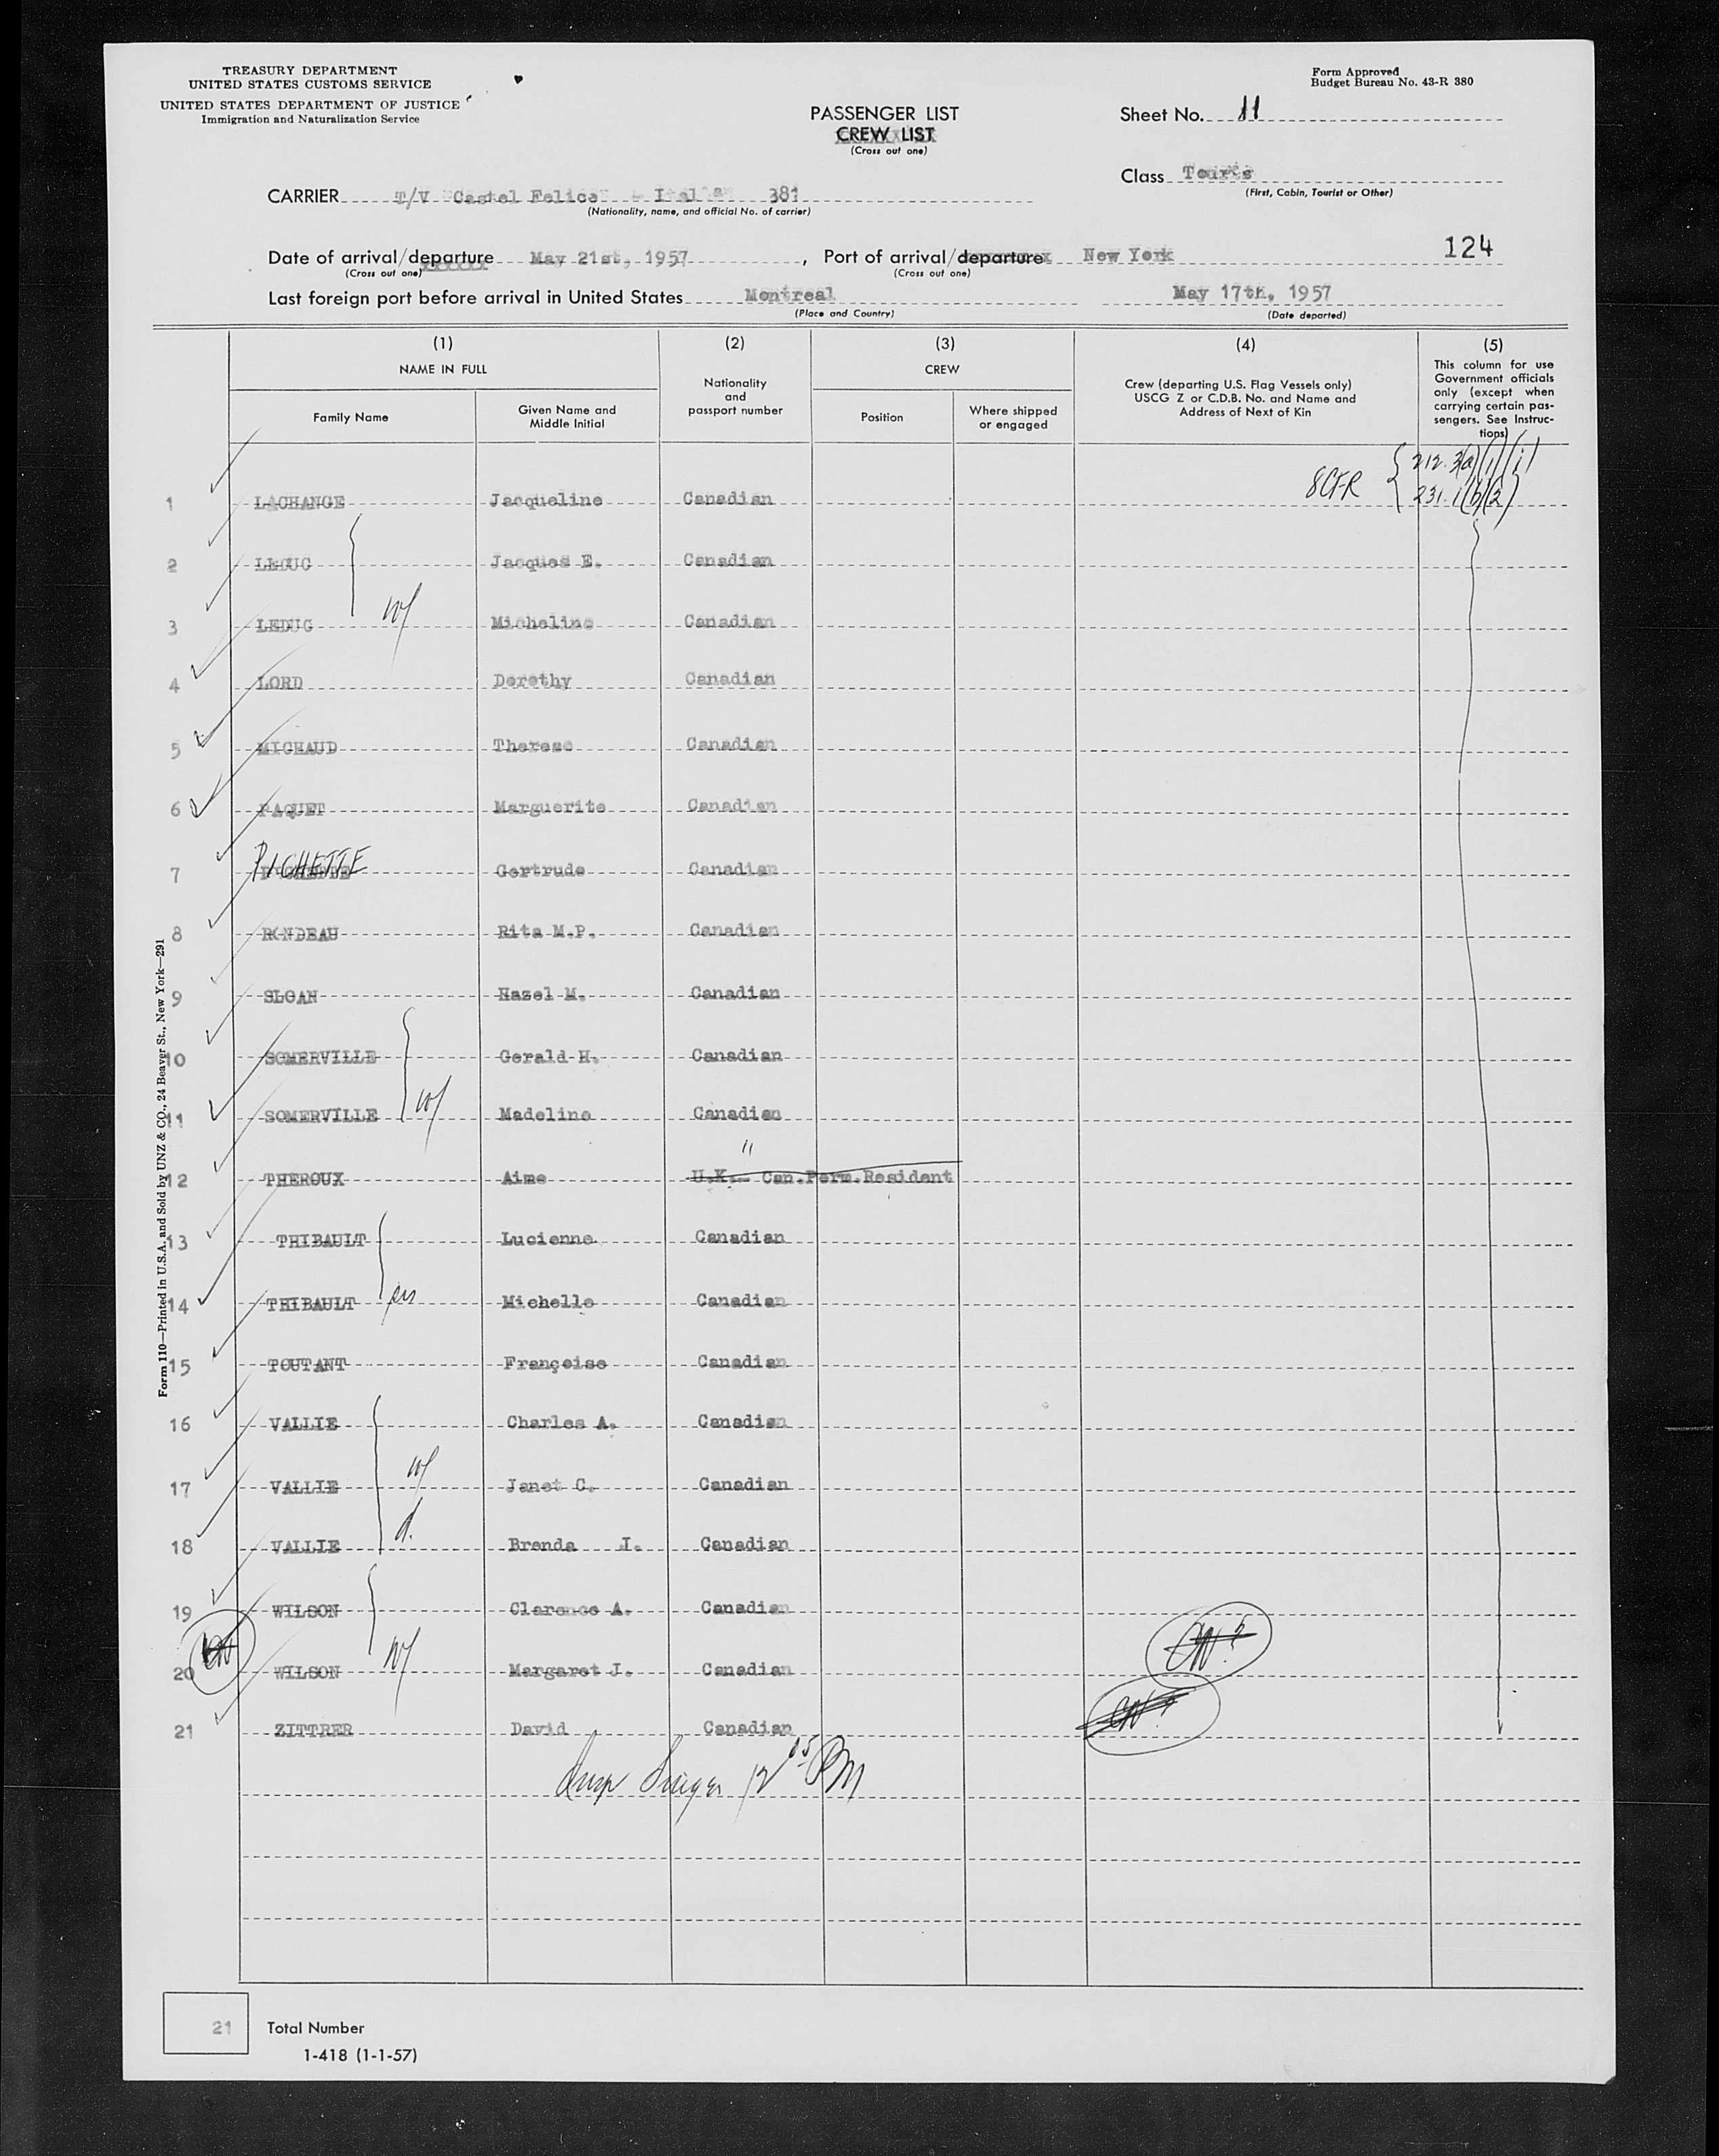 TREASURY DEPARTMENT
UNITED STATES CUSTOMS SERVICE
UNITED STATES DEPARTMENT OF JUSTICE
Immigration and Naturalization Service
Form Approved
Budget Bureau No. 43-R 380
PASSENGER LIST
CREW LIST
(Cross out one)
Sheet No. 11
Class Tourts
(First, Cabin, Tourist or Other)
CARRIER T/V Castel Felice - Italia 381
(Nationality, name, and official No. of carrier)
Date of arrival/departure May 21st, 1957, Port of arrival/departure New York 124
(Cross out one) (Cross out one)
Last foreign port before arrival in United States Montreal May 17th, 1957
(Place and Country) (Date departed)
(1) (2) (3) (4) (5)
NAME IN FULL
Family Name
Given Name and
Middle Initial
Nationality
and
passport number
CREW
Position
Where shipped
or engaged
Crew (departing U.S. Flag Vessels only)
USCG Z or C.D.B. No. and Name and
Address of Next of Kin
This column for use
Government officials
only (except when
carrying certain pas-
sengers. See Instruc-
tions)
8CFR { 212.3(a)(1)(i)
231.1(b)(2)
1 LACHANGE Jacqueline Canadian
2 LEDUC Jacques E. Canadian
3 LEDUC w/ Micheline Canadian
4 LORD Dorothy Canadian
5 MICHAUD Therese Canadian
6 PAQUET Marguerite Canadian
7 PICHETTE Gertrude Canadian
8 RONDEAU Rita M.P. Canadian
9 SLOAN Hazel M. Canadian
10 SOMERVILLE Gerald H. Canadian
11 SOMERVILLE w/ Madeline Canadian
"
12 THEROUX Aime U.K. - Can.Perm.Resident
13 THIBAULT Lucienne Canadian
14 THIBAULT Michelle Canadian
15 TOUTANT Françoise Canadian
16 VALLIE Charles A. Canadian
17 VALLIE w/ Janet C. Canadian
18 VALLIE d. Brenda J. Canadian
19 WILSON Clarence A. Canadian
20 WILSON w/ Margaret J. Canadian
21 ZITTRER David Canadian
12 05 PM
21 Total Number
1-418 (1-1-57)
Form 110—Printed in U.S.A. and Sold by UNZ & CO., 24 Beaver St., New York—291